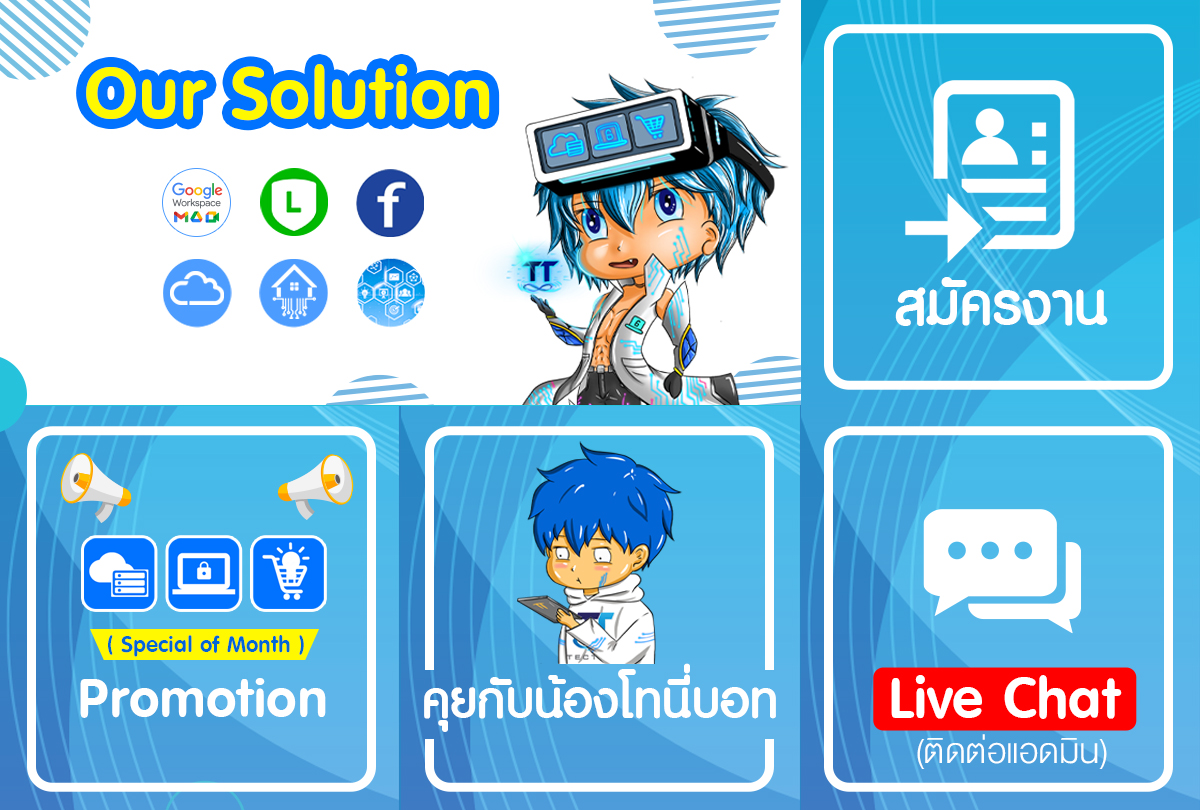 Our Solution
Google
Workspace
L
f
TT
6
สมัครงาน
( Special of Month )
Promotion
TECT
คุยกับน้องโทนี่บอท
Live Chat
(ติดต่อแอดมิน)